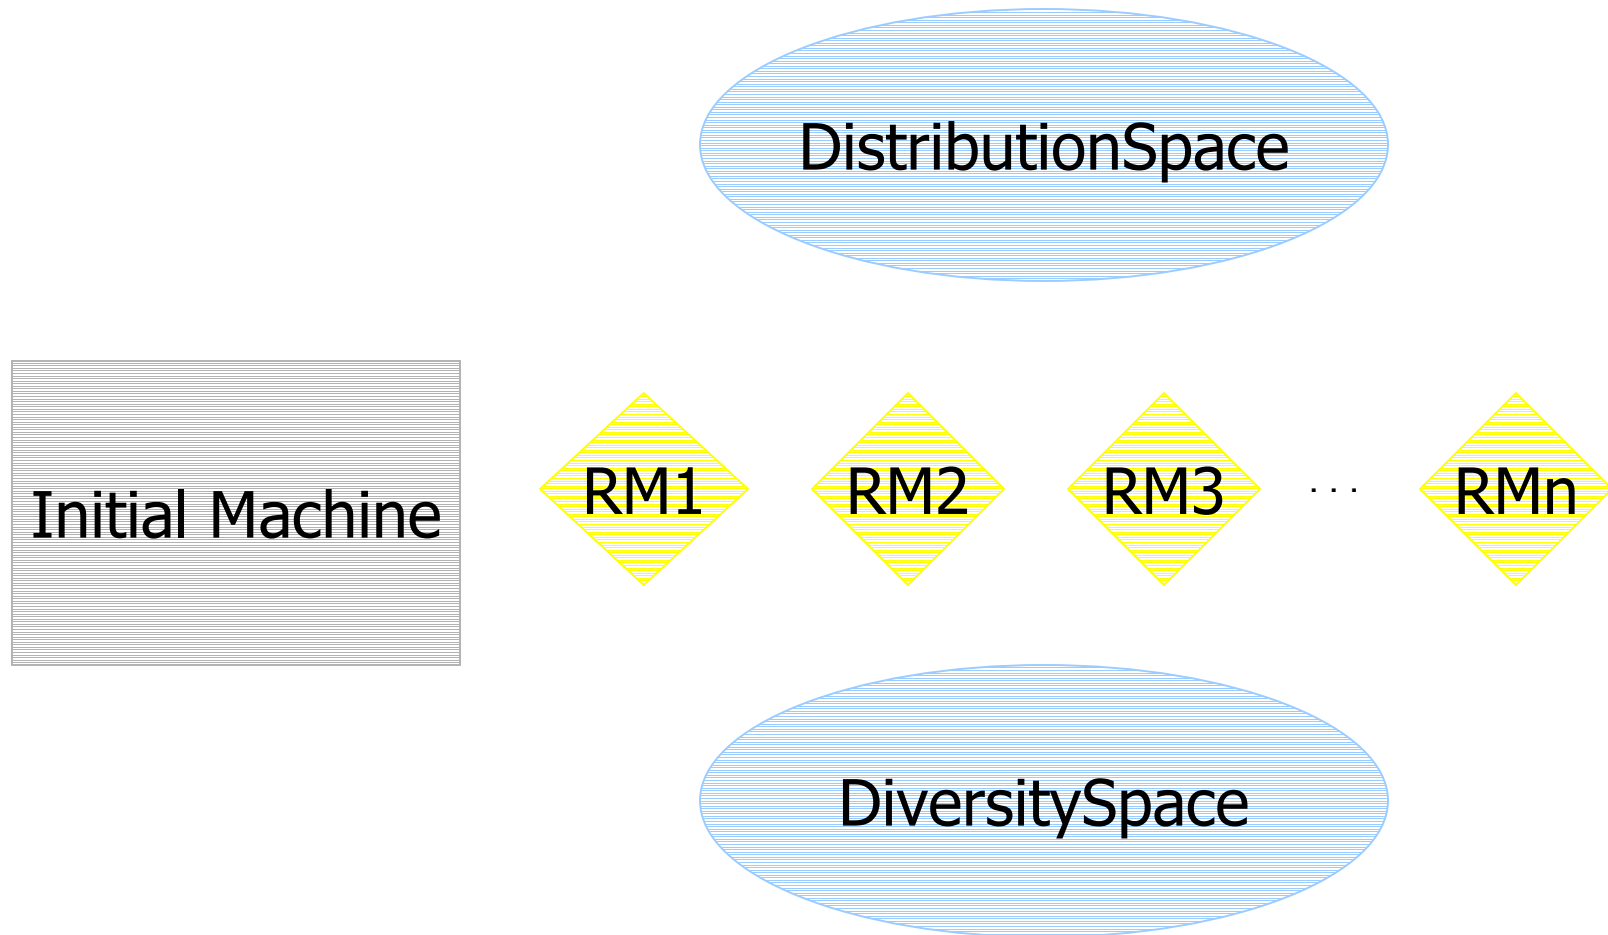 DistributionSpace
Initial Machine
RM1 RM2 RM3 . . . RMn
DiversitySpace